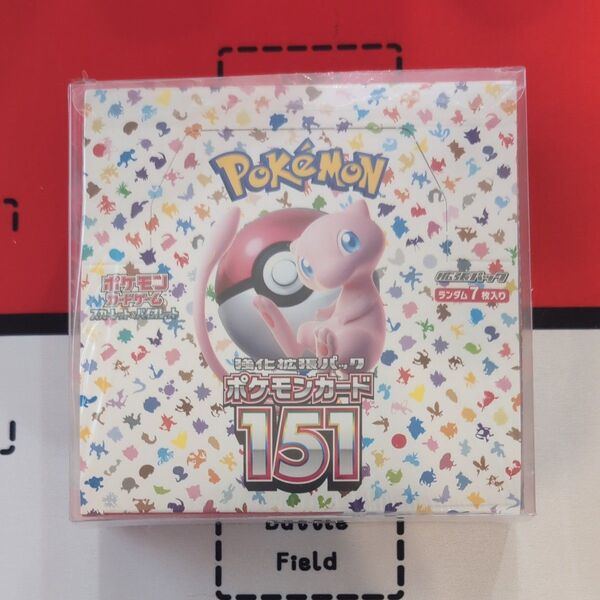 POKÉMON
ポケモン
カードゲーム
スカーレット&バイオレット
拡張パック
ランダム7枚入り
強化拡張パック
ポケモンカード
151
Battle
Field